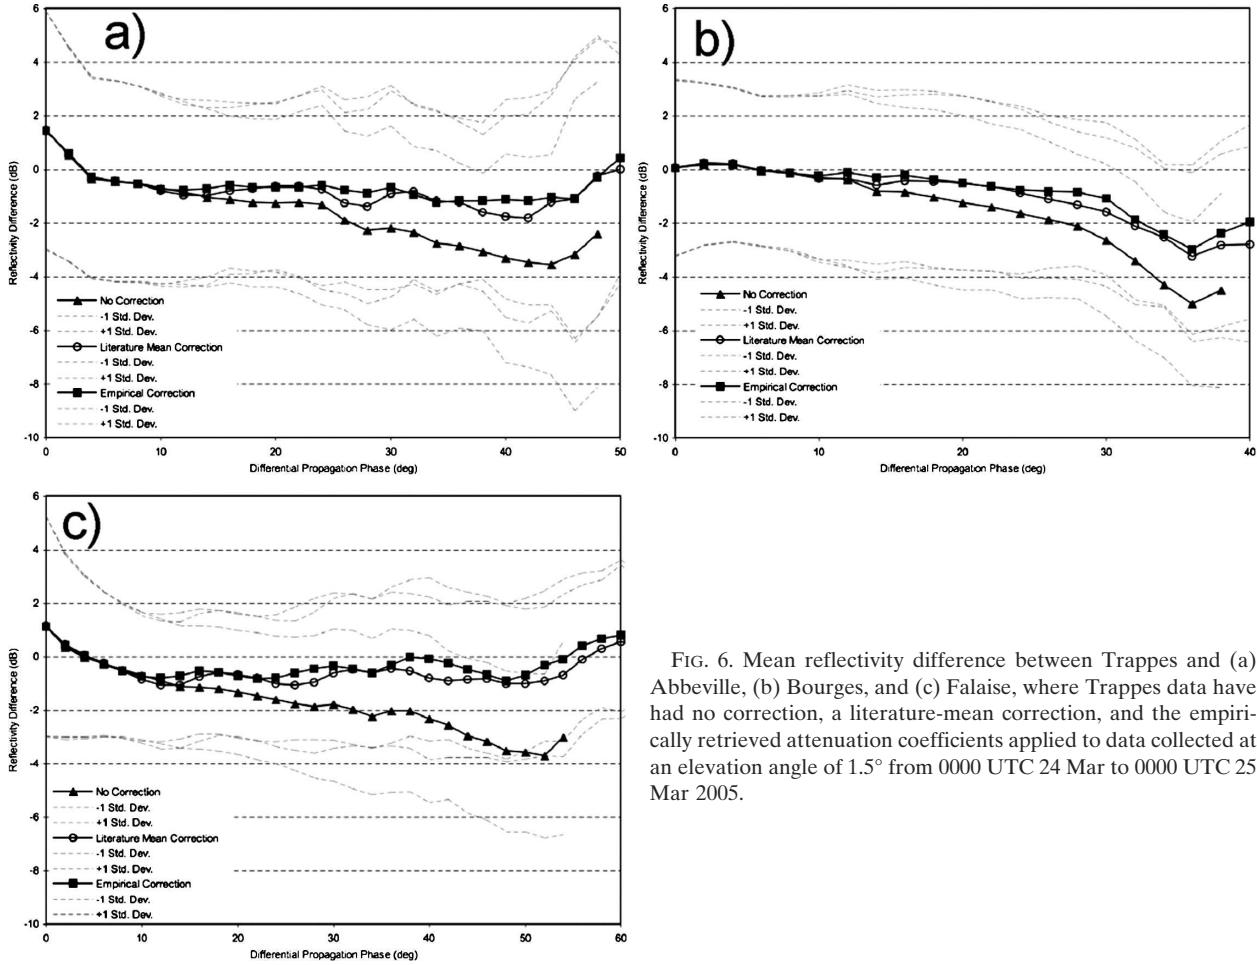 a)
6
4
2
0
-2
-4
-6
-8
-10
Reflectivity Difference (dB)
No Correction
-1 Std. Dev.
+1 Std. Dev.
Literature Mean Correction
-1 Std. Dev.
+1 Std. Dev.
Empirical Correction
-1 Std. Dev.
+1 Std. Dev.
0 10 20 30 40 50
Differential Propagation Phase (deg)
b)
6
4
2
0
-2
-4
-6
-8
-10
Reflectivity Difference (dB)
No Correction
-1 Std. Dev.
+1 Std. Dev.
Literature Mean Correction
-1 Std. Dev.
+1 Std. Dev.
Empirical Correction
-1 Std. Dev.
+1 Std. Dev.
0 10 20 30 40
Differential Propagation Phase (deg)
c)
6
4
2
0
-2
-4
-6
-8
-10
Reflectivity Difference (dB)
No Correction
-1 Std. Dev.
+1 Std. Dev.
Literature Mean Correction
-1 Std. Dev.
+1 Std. Dev.
Empirical Correction
-1 Std. Dev.
+1 Std. Dev.
0 10 20 30 40 50 60
Differential Propagation Phase (deg)
FIG. 6. Mean reflectivity difference between Trappes and (a)
Abbeville, (b) Bourges, and (c) Falaise, where Trappes data have
had no correction, a literature-mean correction, and the empiri-
cally retrieved attenuation coefficients applied to data collected at
an elevation angle of 1.5° from 0000 UTC 24 Mar to 0000 UTC 25
Mar 2005.